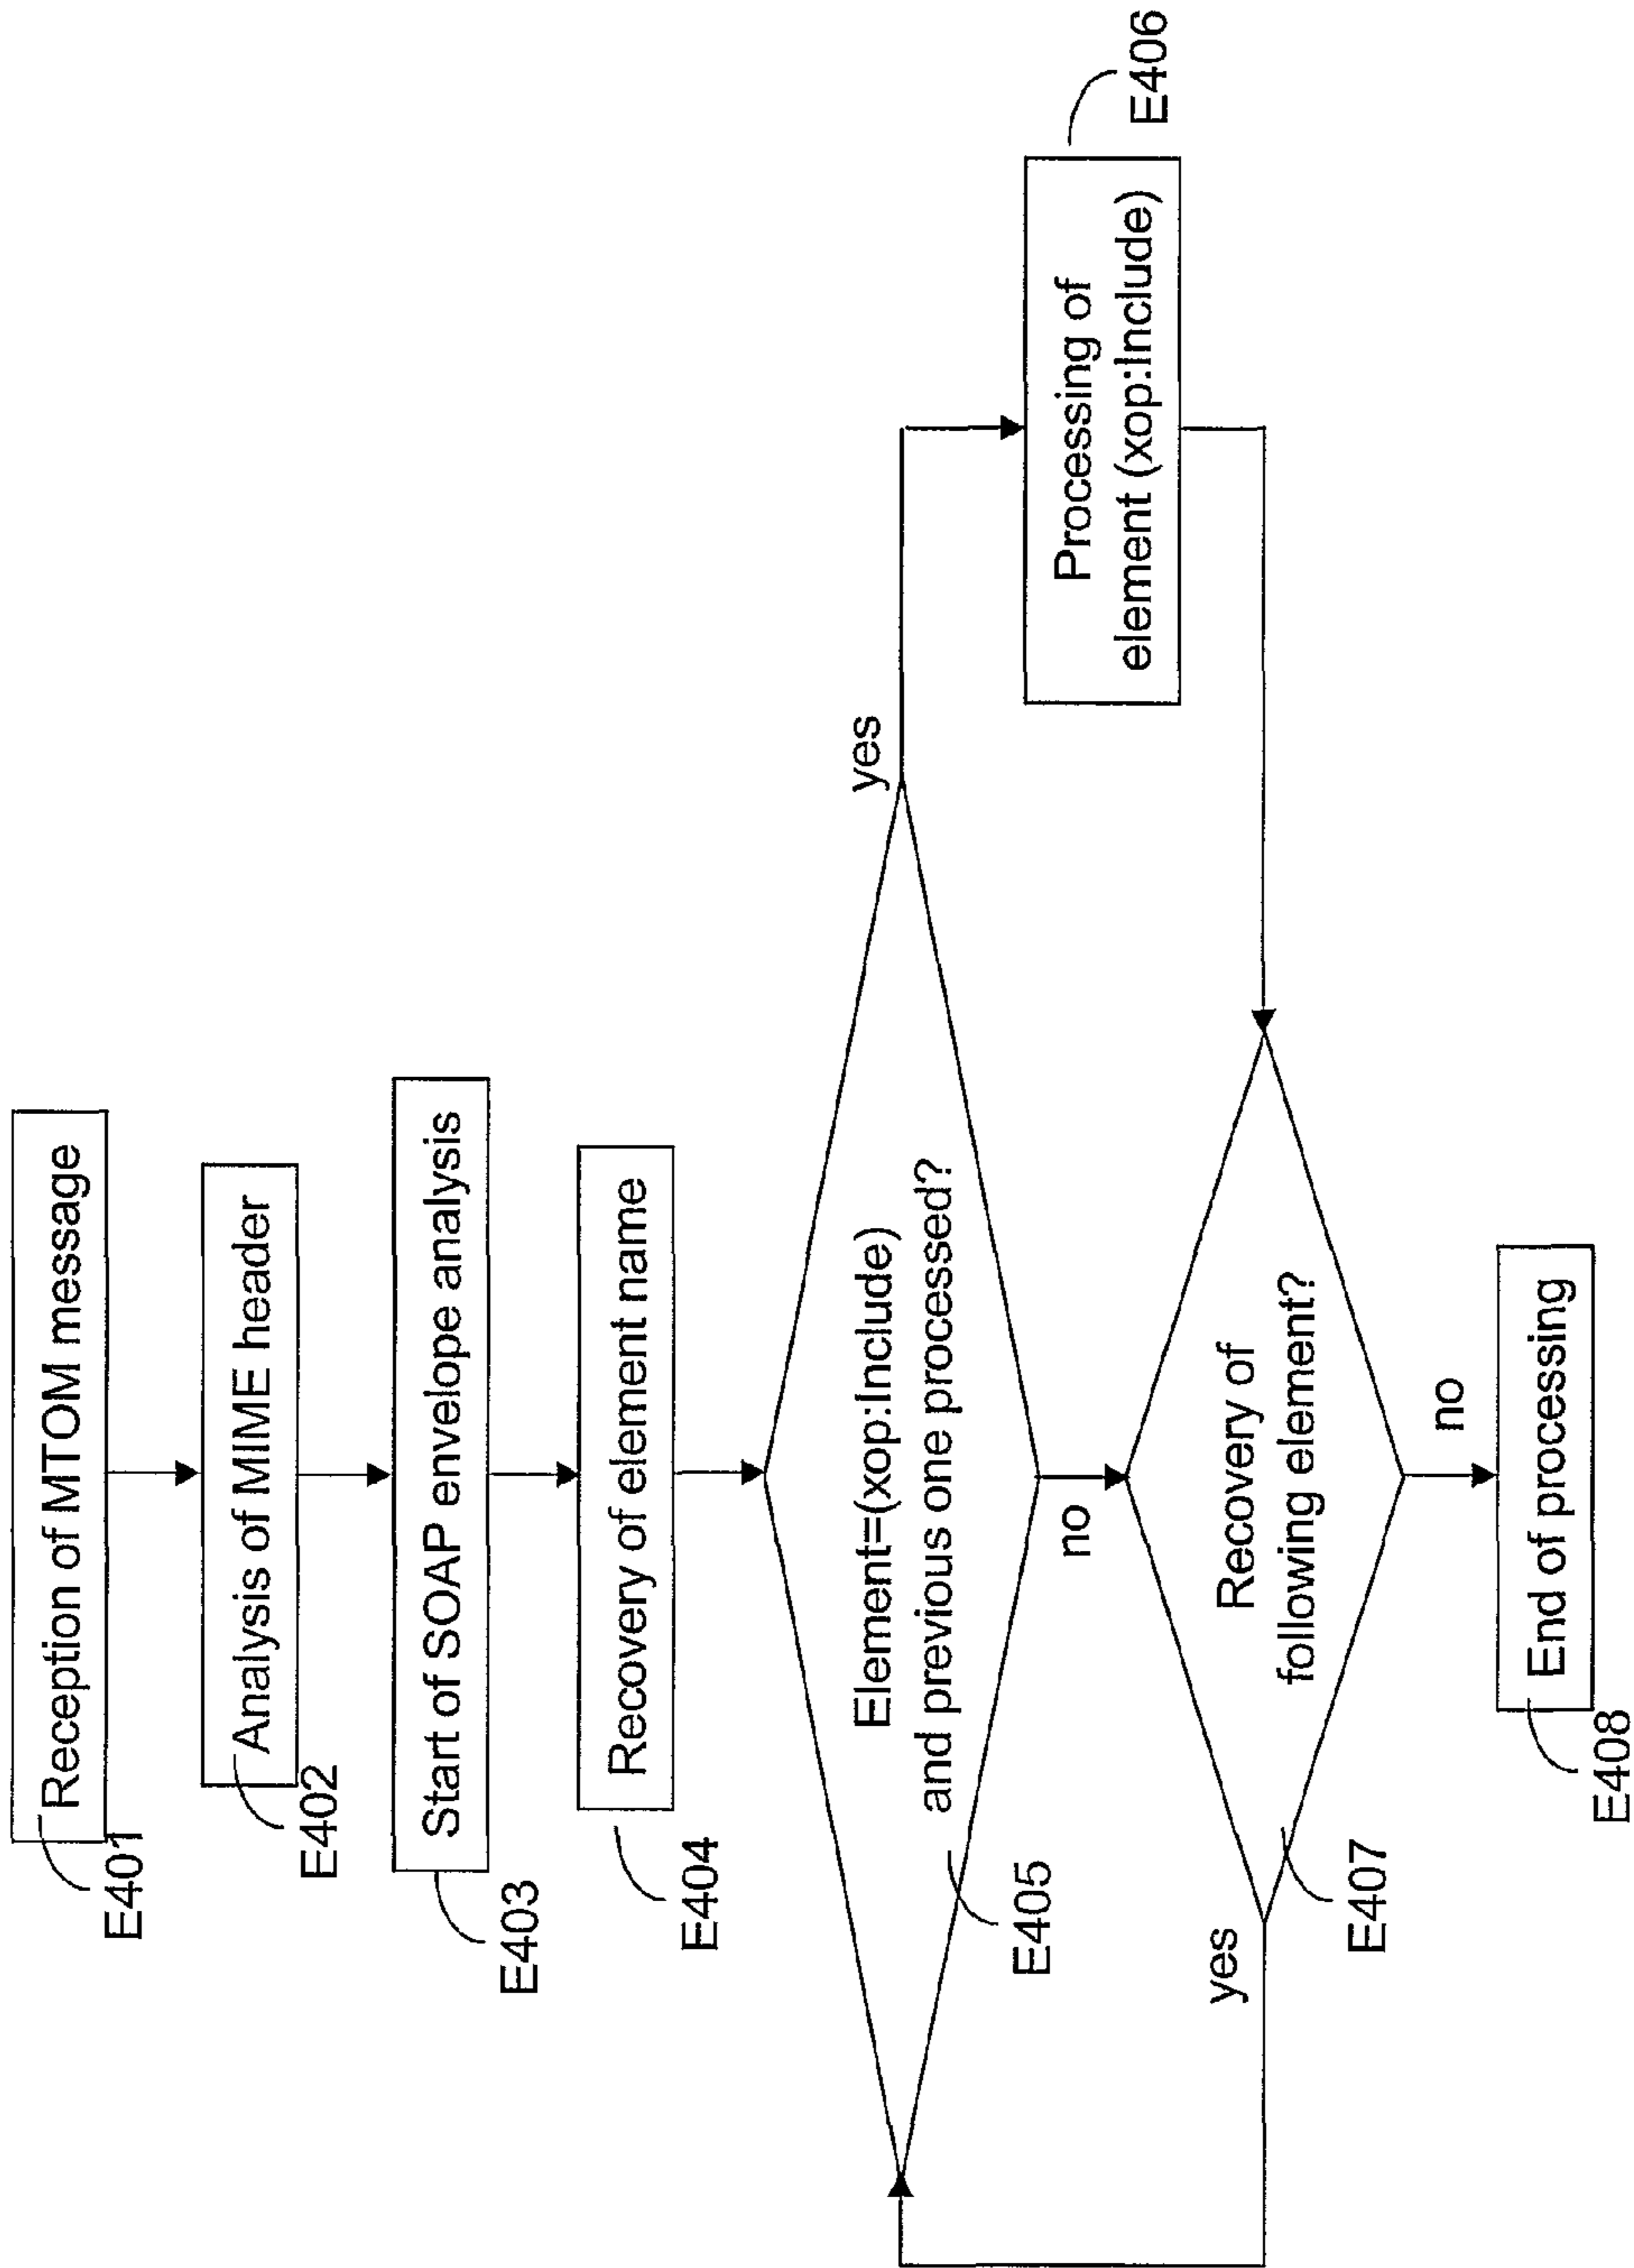 Reception of MTOM message
E401
Analysis of MIME header
E402
Start of SOAP envelope analysis
E403
Recovery of element name
E404
Element=(xop:Include)
and previous one processed?
E405
yes
no
Processing of
element (xop:Include)
E406
Recovery of
following element?
E407
yes
no
End of processing
E408